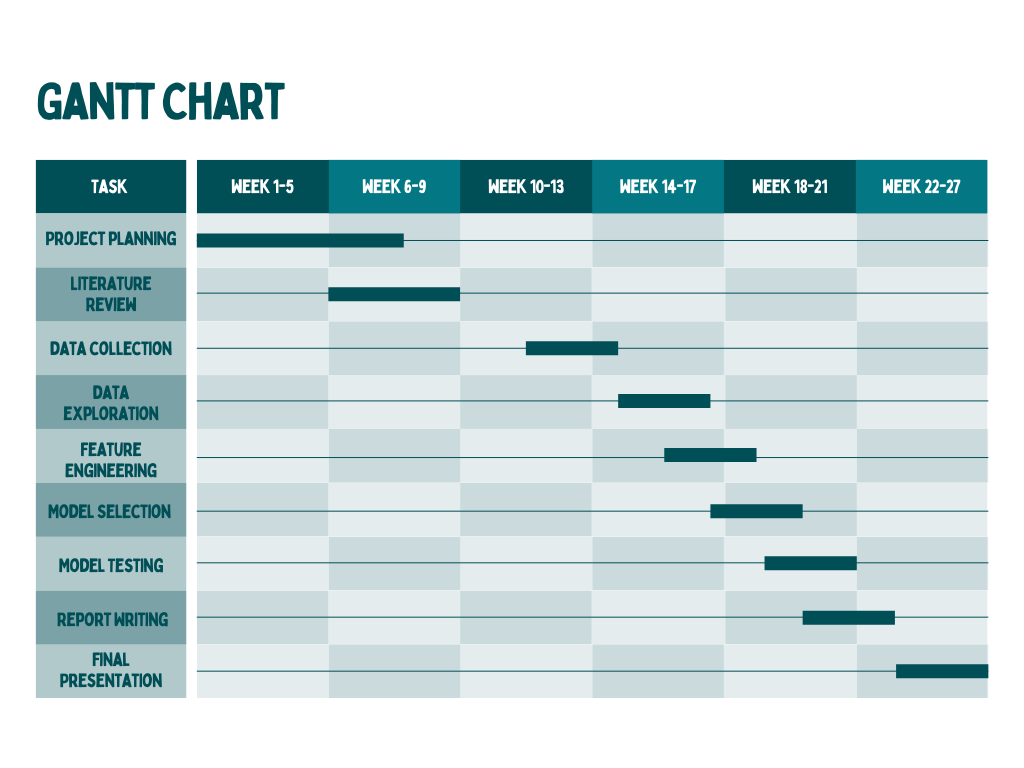 GANTT CHART
TASK
WEEK 1-5
WEEK 6-9
WEEK 10-13
WEEK 14-17
WEEK 18-21
WEEK 22-27
PROJECT PLANNING
LITERATURE
REVIEW
DATA COLLECTION
DATA
EXPLORATION
FEATURE
ENGINEERING
MODEL SELECTION
MODEL TESTING
REPORT WRITING
FINAL
PRESENTATION